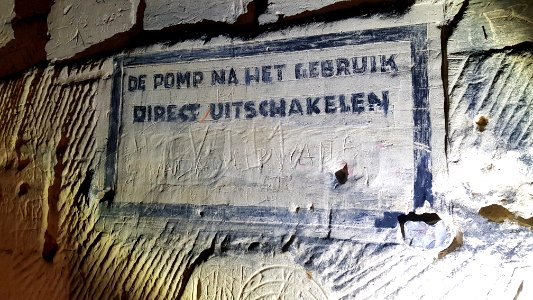 DE POMP NA HET GEBRUIK
DIRECT UITSCHAKELEN